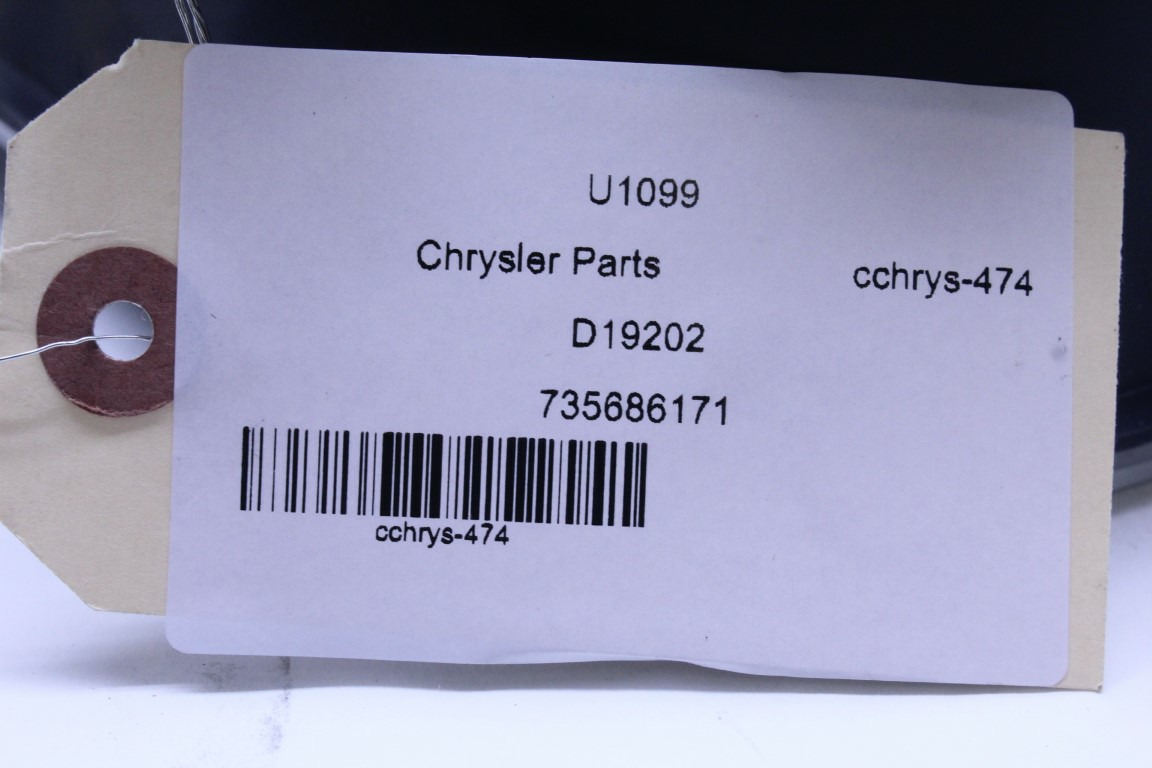 U1099
Chrysler Parts
cchrys-474
D19202
735686171
cchrys-474